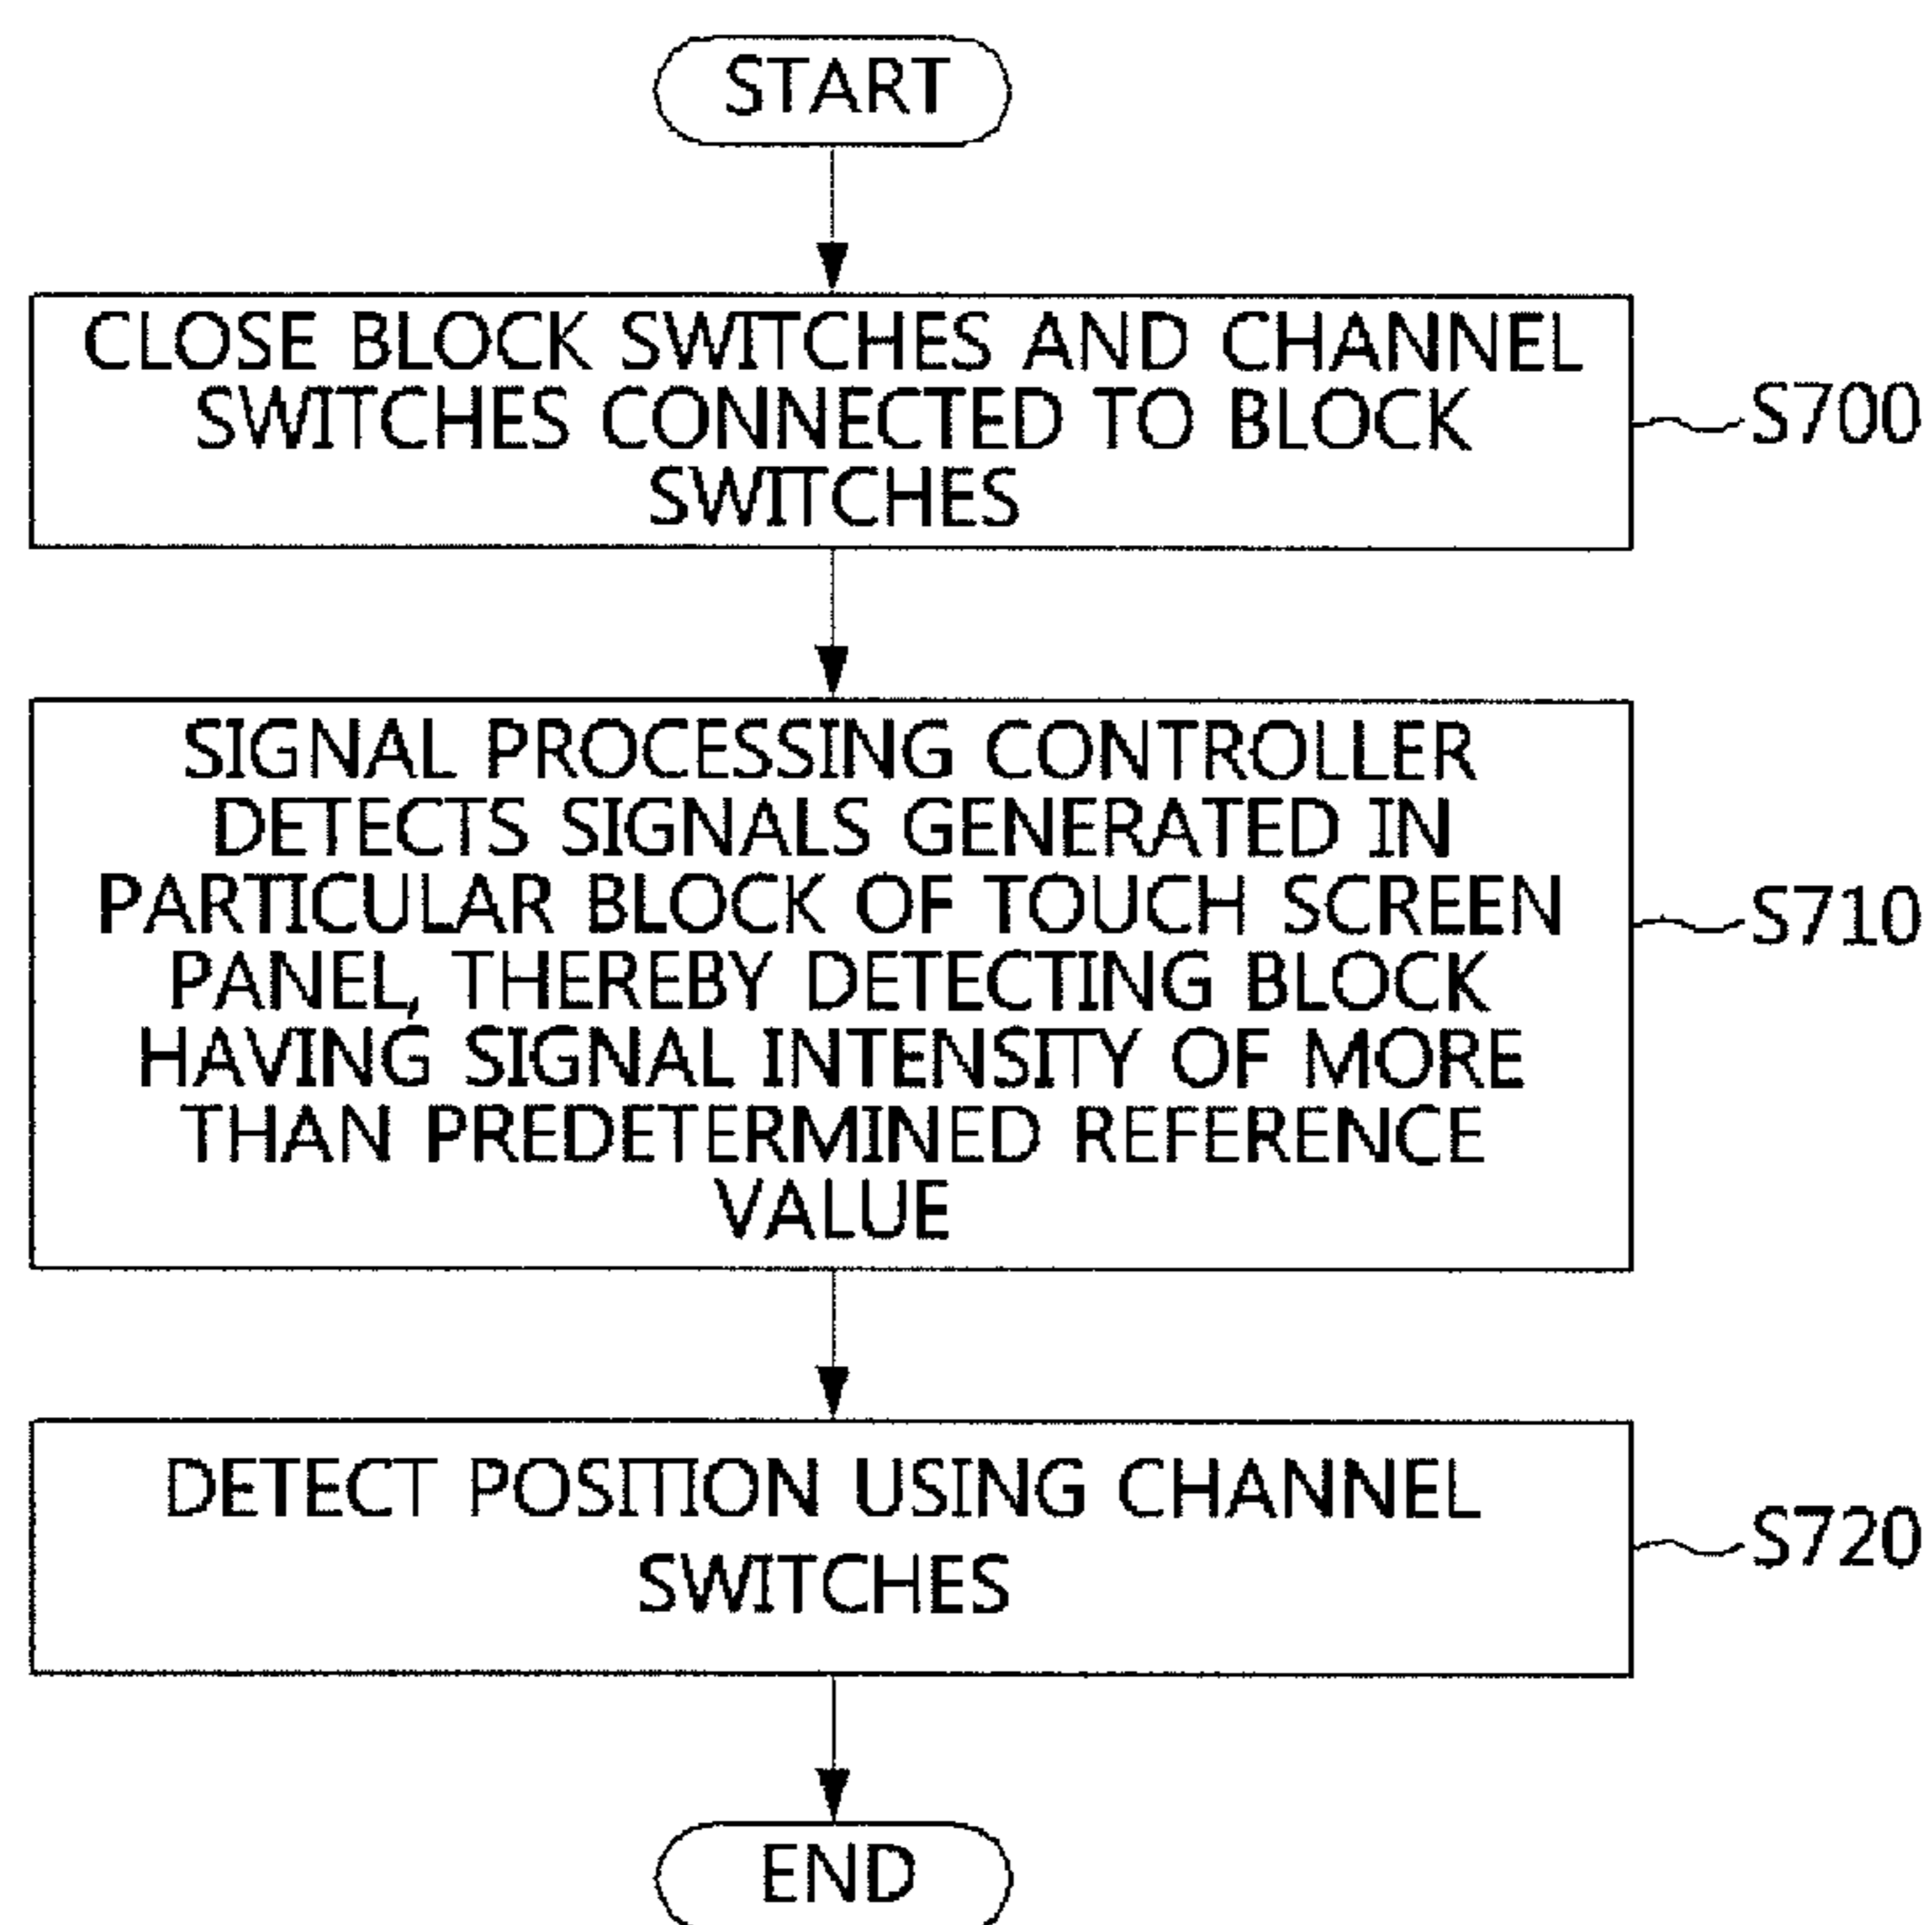 START
CLOSE BLOCK SWITCHES AND CHANNEL
SWITCHES CONNECTED TO BLOCK
SWITCHES
S700
SIGNAL PROCESSING CONTROLLER
DETECTS SIGNALS GENERATED IN
PARTICULAR BLOCK OF TOUCH SCREEN
PANEL, THEREBY DETECTING BLOCK
HAVING SIGNAL INTENSITY OF MORE
THAN PREDETERMINED REFERENCE
VALUE
S710
DETECT POSITION USING CHANNEL
SWITCHES
S720
END